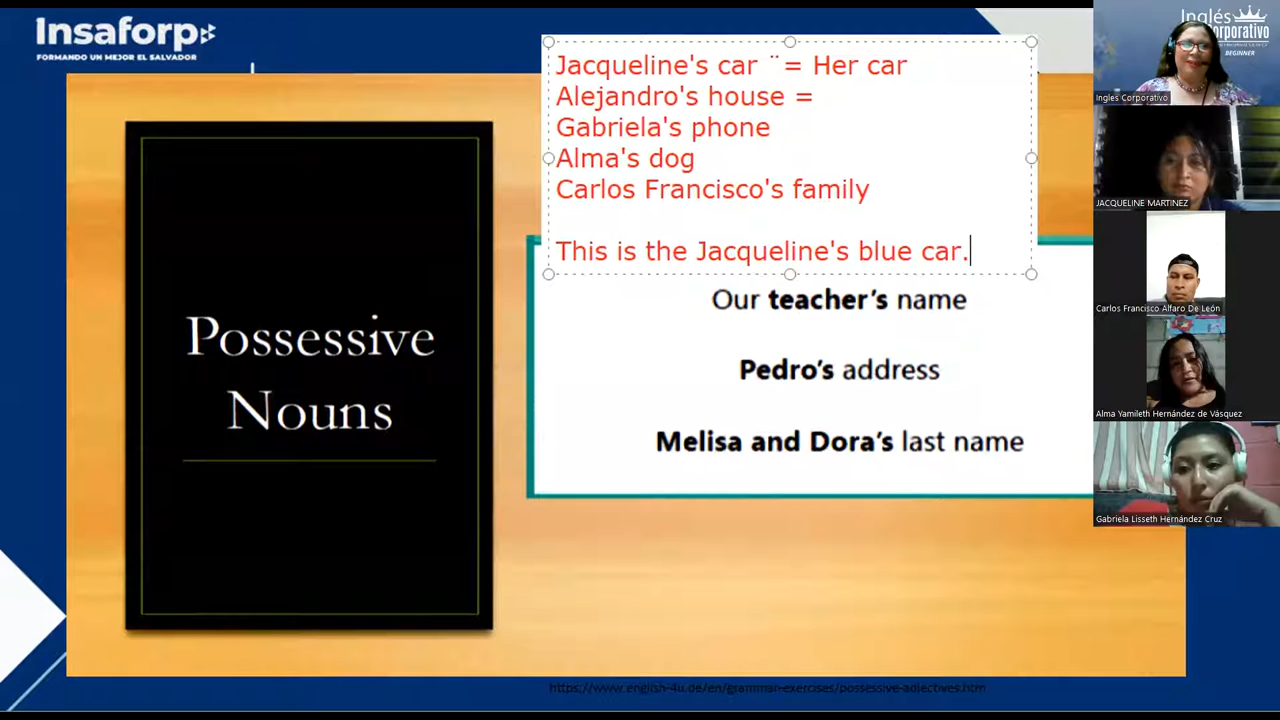 Insaforp
FORMANDO UN MEJOR EL SALVADOR
Jacqueline's car ¨= Her car
Alejandro's house =
Gabriela's phone
Alma's dog
Carlos Francisco's family
This is the Jacqueline's blue car.
Possessive
Nouns
Our teacher's name
Pedro's address
Melisa and Dora's last name
https://www.english-4u.de/en/grammar-exercises/possessive-adjectives.htm
Inglés
Corporativo
BEGINNER
Ingles Corporativo
JACQUELINE MARTINEZ
Carlos Francisco Alfaro De León
Alma Yamileth Hernández de Vásquez
Gabriela Lisseth Hernández Cruz